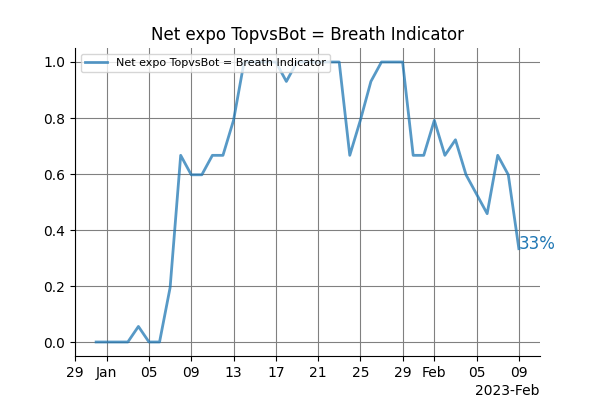 Net expo TopvsBot = Breath Indicator
Net expo TopvsBot = Breath Indicator
1.0
0.8
0.6
0.4
0.2
0.0
33%
29 Jan 05 09 13 17 21 25 29 Feb 05 09
2023-Feb